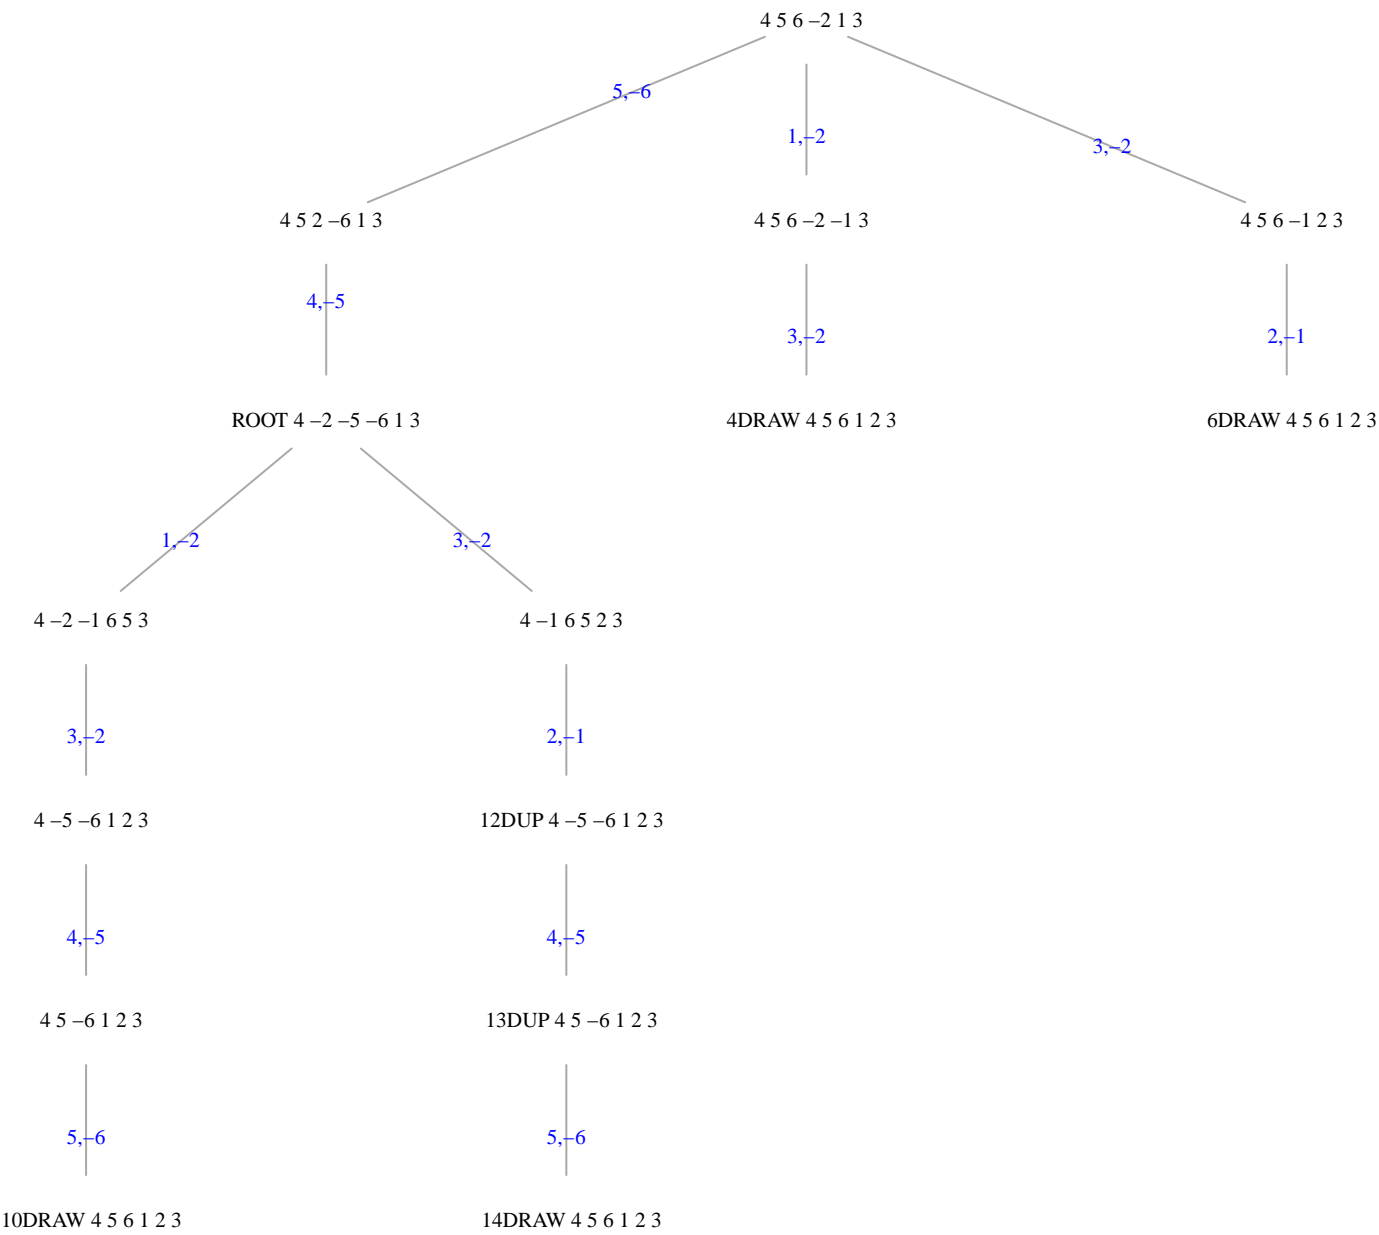 4 5 6 –2 1 3
5,–6
1,–2
3,–2
4 5 2 –6 1 3
4 5 6 –2 –1 3
4 5 6 –1 2 3
4,–5
3,–2
2,–1
ROOT 4 –2 –5 –6 1 3
4DRAW 4 5 6 1 2 3
6DRAW 4 5 6 1 2 3
1,–2
3,–2
4 –2 –1 6 5 3
4 –1 6 5 2 3
3,–2
2,–1
4 –5 –6 1 2 3
12DUP 4 –5 –6 1 2 3
4,–5
4,–5
4 5 –6 1 2 3
13DUP 4 5 –6 1 2 3
5,–6
5,–6
10DRAW 4 5 6 1 2 3
14DRAW 4 5 6 1 2 3